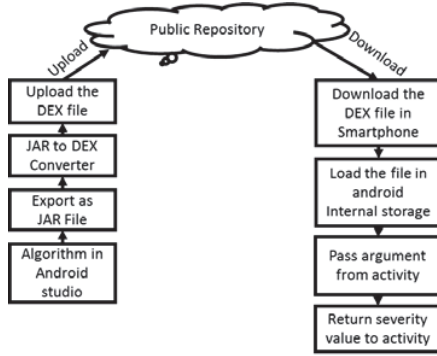 Public Repository
Upload
Download
Upload the
DEX file
JAR to DEX
Converter
Export as
JAR File
Algorithm in
Android
studio
Download the
DEX file in
Smartphone
Load the file in
android
Internal storage
Pass argument
from activity
Return severity
value to activity